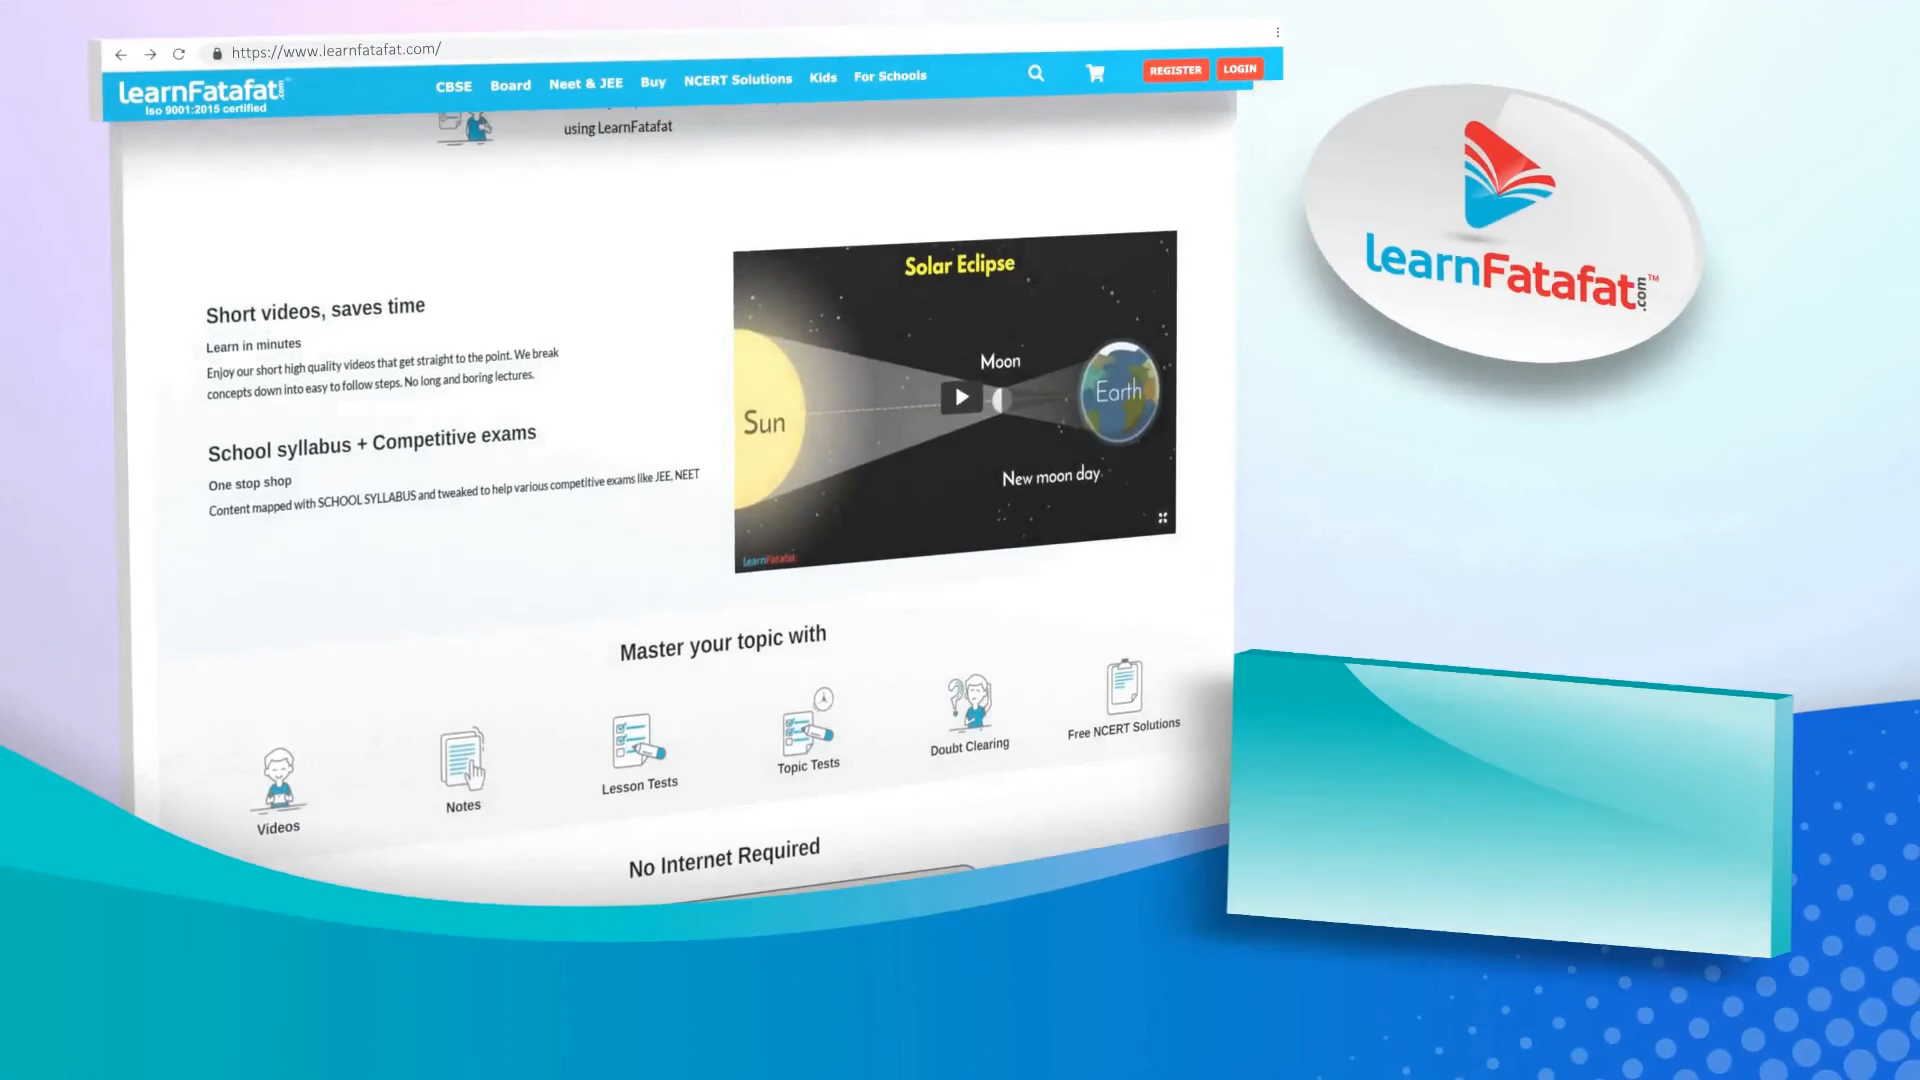 https://www.learnfatafat.com/
learnFatafat.com
Iso 9001:2015 certified
CBSE Board Neet & JEE Buy NCERT Solutions Kids For Schools
REGISTER LOGIN
using LearnFatafat
learnFatafat.com™
Short videos, saves time
Learn in minutes
Enjoy our short high quality videos that get straight to the point. We break
concepts down into easy to follow steps. No long and boring lectures.
School syllabus + Competitive exams
One stop shop
Content mapped with SCHOOL SYLLABUS and tweaked to help various competitive exams like JEE, NEET
Solar Eclipse
Moon
Earth
Sun
New moon day
learnFatafat
Master your topic with
Videos
Notes
Lesson Tests
Topic Tests
Doubt Clearing
Free NCERT Solutions
No Internet Required